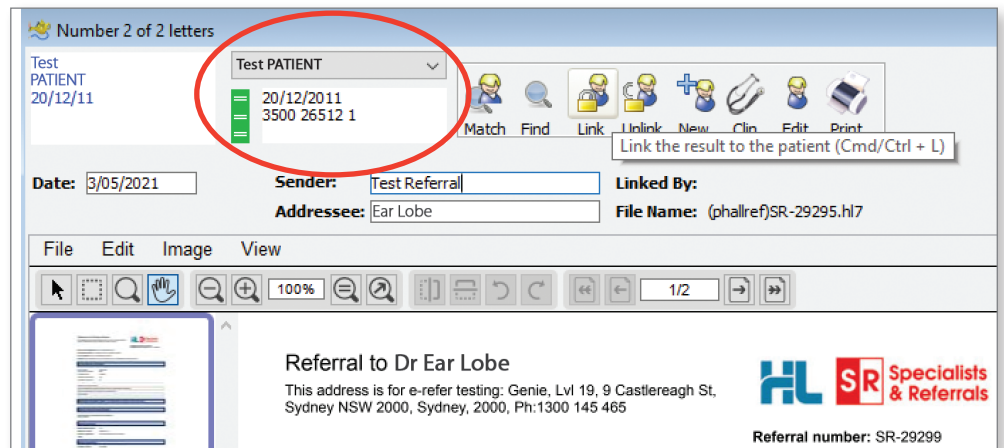 Number 2 of 2 letters
Test
PATIENT
20/12/11
Test PATIENT
20/12/2011
3500 26512 1
Match Find Link Unlink New Clip Edit Print
Link the result to the patient (Cmd/Ctrl + L)
Date: 3/05/2021
Sender: Test Referral
Linked By:
Addressee: Ear Lobe
File Name: (phallref)SR-29295.hl7
File Edit Image View
100%
1/2
Referral to Dr Ear Lobe
This address is for e-refer testing: Genie, Lvl 19, 9 Castlereagh St,
Sydney NSW 2000, Sydney, 2000, Ph:1300 145 465
HL SR Specialists
& Referrals
Referral number: SR-29299